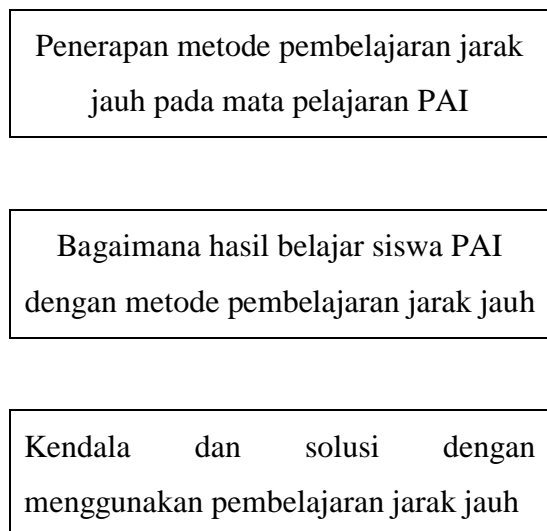 Penerapan metode pembelajaran jarak
jauh pada mata pelajaran PAI
Bagaimana hasil belajar siswa PAI
dengan metode pembelajaran jarak jauh
Kendala dan solusi dengan
menggunakan pembelajaran jarak jauh